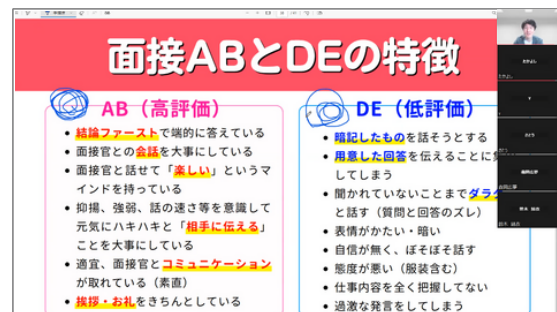 面接ABとDEの特徴
AB（高評価）
• 結論ファーストで端的に答えている
• 面接官との会話を大事にしている
• 面接官と話せて「楽しい」というマ
インドを持っている
• 抑揚、強弱、話の速さ等を意識して
元気にハキハキと「相手に伝える」
ことを大事にしている
• 適宜、面接官とコミュニケーション
が取れている（素直）
• 挨拶・お礼をきちんとしている
DE（低評価）
• 暗記したものを話そうとする
• 用意した回答を伝えることに
してしまう
• 聞かれていないことまでダラ
と話す（質問と回答のズレ）
• 表情がかたい・暗い
• 自信が無く、ぼそぼそ話す
• 態度が悪い（服装含む）
• 仕事内容を全く把握してない
• 過激な発言をしてしまう